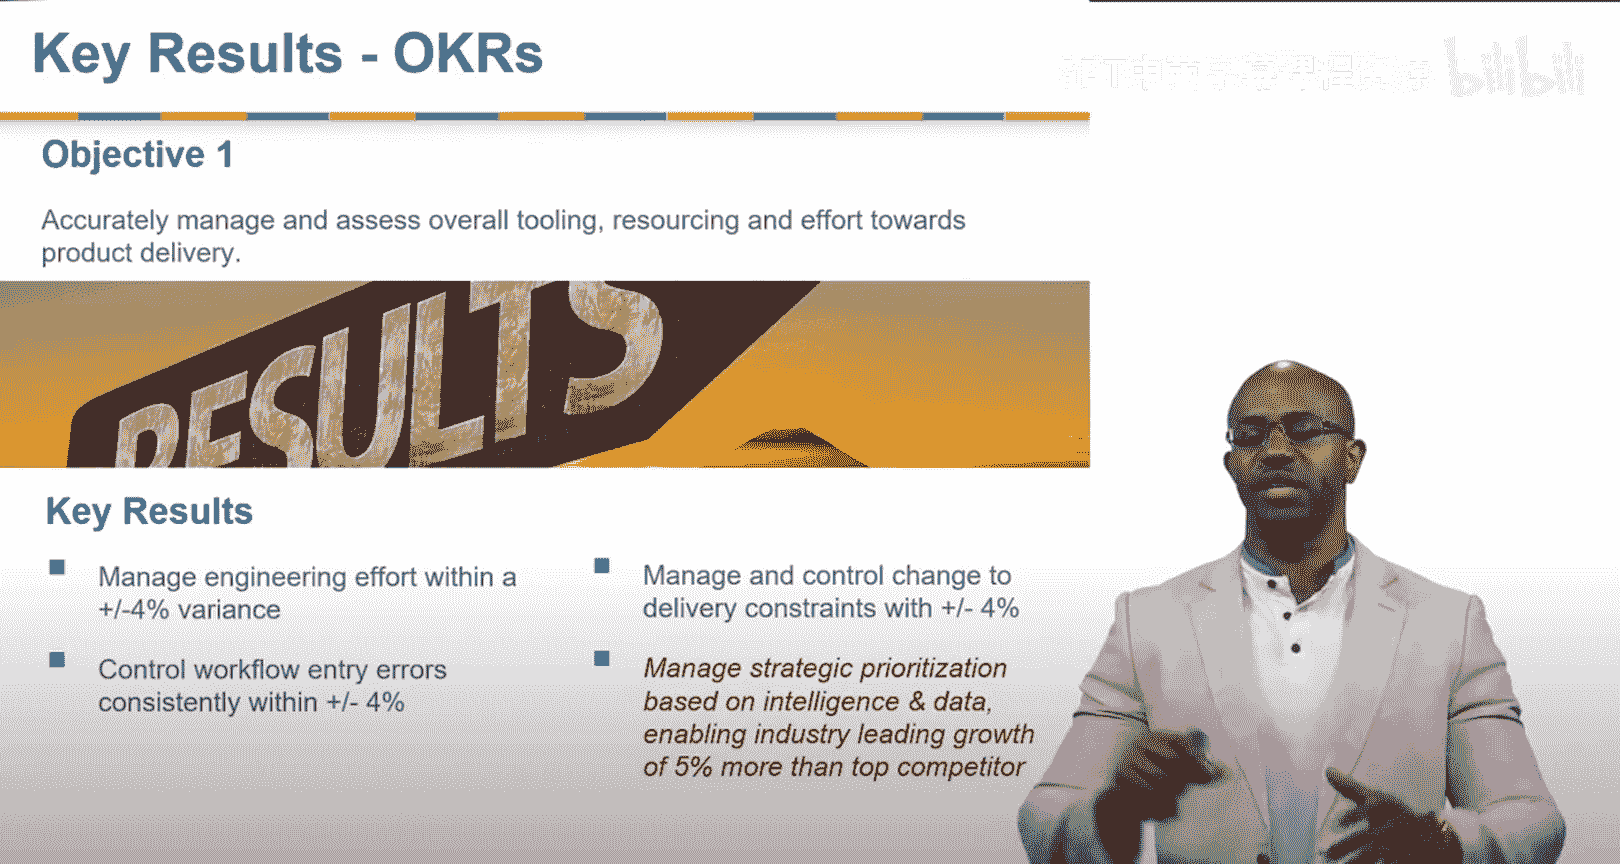 Key Results - OKRs
bilibili
Objective 1
Accurately manage and assess overall tooling, resourcing and effort towards
product delivery.
RESULTS
Key Results
Manage engineering effort within a
+/-4% variance
Control workflow entry errors
consistently within +/- 4%
Manage and control change to
delivery constraints with +/- 4%
Manage strategic prioritization
based on intelligence & data,
enabling industry leading growth
of 5% more than top competitor